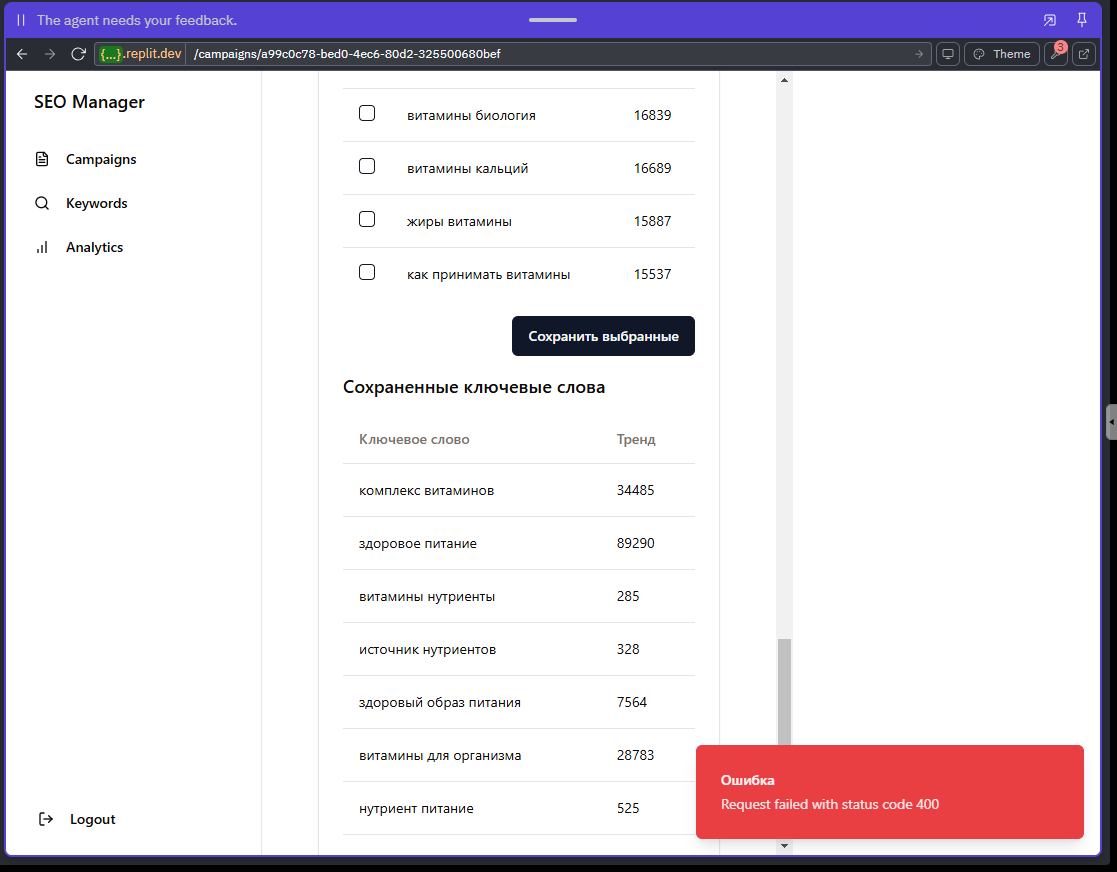 The agent needs your feedback.
{...}.replit.dev /campaigns/a99c0c78-bed0-4ec6-80d2-325500680bef
Theme
3
SEO Manager
Campaigns
Keywords
Analytics
Logout
витамины биология 16839
витамины кальций 16689
жиры витамины 15887
как принимать витамины 15537
Сохранить выбранные
Сохраненные ключевые слова
Ключевое слово Тренд
комплекс витаминов 34485
здоровое питание 89290
витамины нутриенты 285
источник нутриентов 328
здоровый образ питания 7564
витамины для организма 28783
нутриент питание 525
Ошибка
Request failed with status code 400